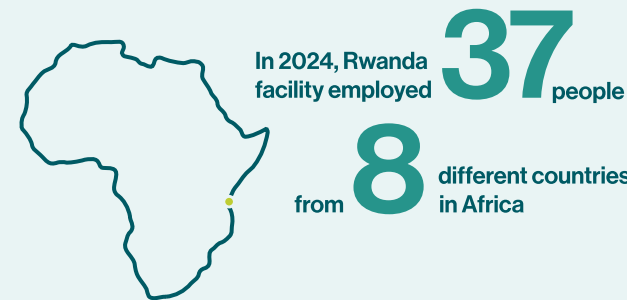 In 2024, Rwanda
facility employed 37 people
from 8 different countries
in Africa